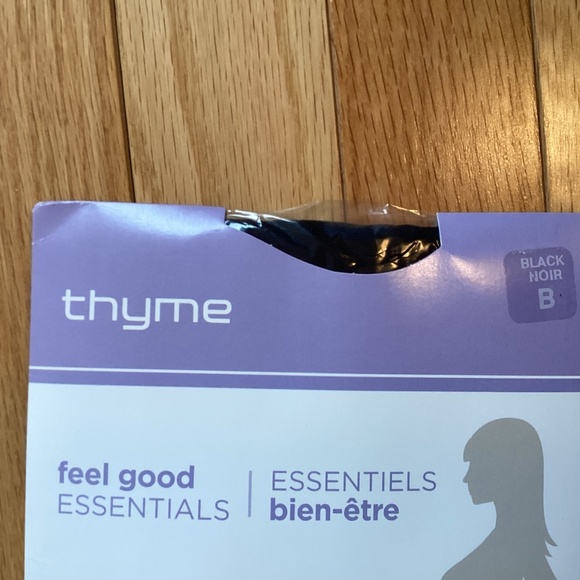 thyme
BLACK
NOIR
B
feel good
ESSENTIALS
ESSENTIELS
bien-être